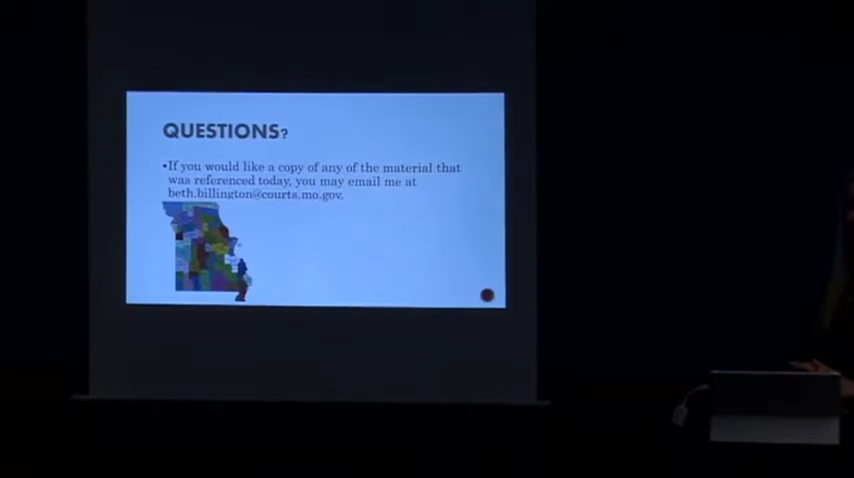 QUESTIONS?
▪If you would like a copy of any of the material that
was referenced today, you may email me at
beth.billington@courts.mo.gov.